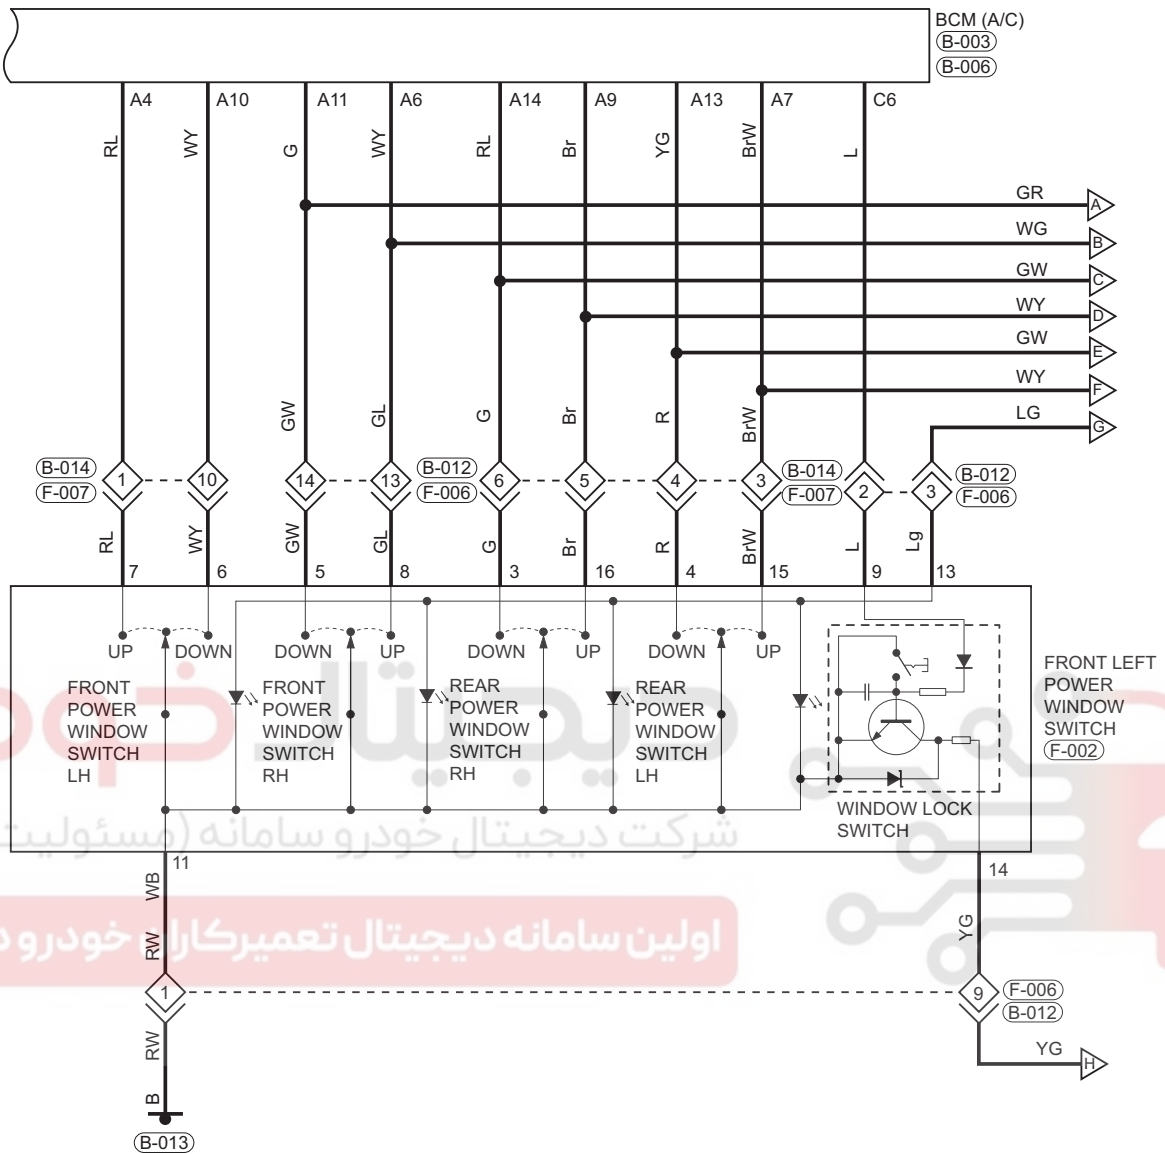 BCM (A/C)
B-003
B-006
A4 A10 A11 A6 A14 A9 A13 A7 C6
RL WY G WY RL Br YG BrW L
GR A
WG B
GW C
WY D
GW E
WY F
LG G
GW GL G Br R BrW
B-014
F-007
1 10 14 13
B-012
F-006
6 5 4 3
B-014
F-007
2 3
B-012
F-006
RL WY GW GL G Br R BrW L Lg
7 6 5 8 3 16 4 15 9 13
UP DOWN DOWN UP DOWN UP DOWN UP
FRONT
POWER
WINDOW
SWITCH
LH
FRONT
POWER
WINDOW
SWITCH
RH
REAR
POWER
WINDOW
SWITCH
RH
REAR
POWER
WINDOW
SWITCH
LH
WINDOW LOCK
SWITCH
FRONT LEFT
POWER
WINDOW
SWITCH
F-002
دیجیتال خودرو
شرکت دیجیتال خودرو سامانه (مسئولیت
اولین سامانه دیجیتال تعمیرکاران خودرو د
11 14
WB
RW
YG
1 9
F-006
B-012
RW
YG H
B
B-013